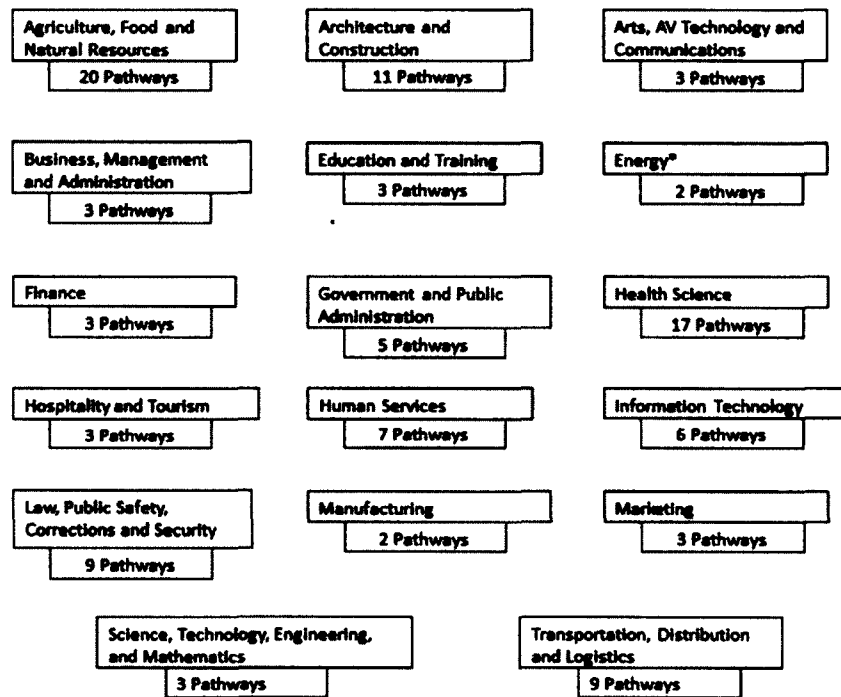 Agriculture, Food and
Natural Resources
20 Pathways
Architecture and
Construction
11 Pathways
Arts, AV Technology and
Communications
3 Pathways
Business, Management
and Administration
3 Pathways
Education and Training
3 Pathways
Energy*
2 Pathways
Finance
3 Pathways
Government and Public
Administration
5 Pathways
Health Science
17 Pathways
Hospitality and Tourism
3 Pathways
Human Services
7 Pathways
Information Technology
6 Pathways
Law, Public Safety,
Corrections and Security
9 Pathways
Manufacturing
2 Pathways
Marketing
3 Pathways
Science, Technology, Engineering,
and Mathematics
3 Pathways
Transportation, Distribution
and Logistics
9 Pathways